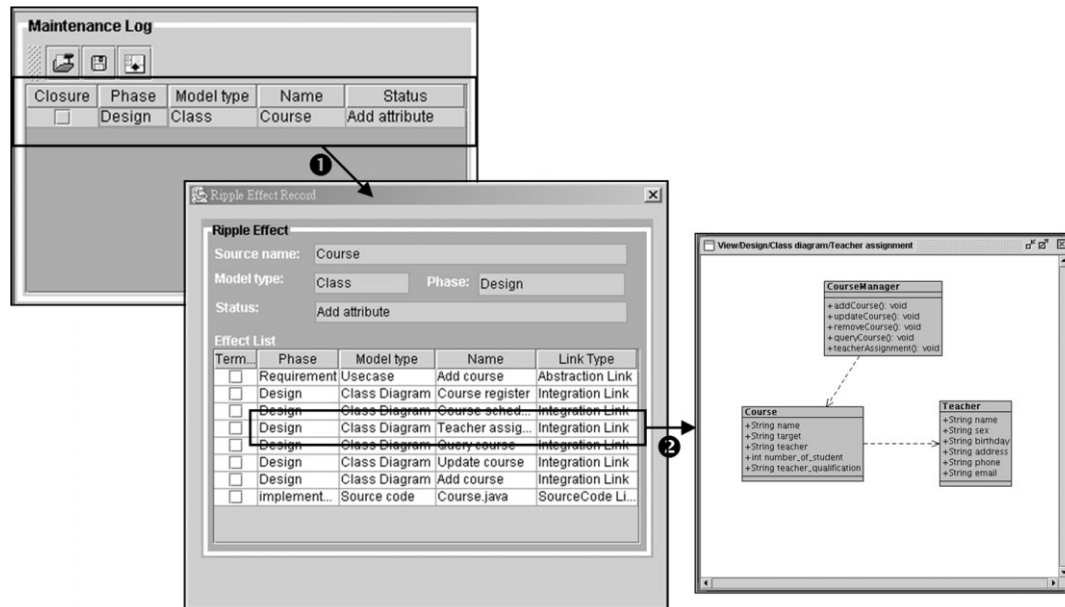 Maintenance Log
Closure Phase Model type Name Status
Design Class Course Add attribute
❶
Ripple Effect Record
Ripple Effect
Source name: Course
Model type: Class Phase: Design
Status: Add attribute
Effect List
Term... Phase Model type Name Link Type
Requirement Usecase Add course Abstraction Link
Design Class Diagram Course register Integration Link
Design Class Diagram Course sched... Integration Link
Design Class Diagram Teacher assig... Integration Link
Design Class Diagram Query course Integration Link
Design Class Diagram Update course Integration Link
Design Class Diagram Add course Integration Link
implement... Source code Course.java SourceCode Li...
❷
View/Design/Class diagram/Teacher assignment
CourseManager
+addCourse(): void
+updateCourse(): void
+removeCourse(): void
+queryCourse(): void
+teacherAssignment(): void
Course
+String name
+String target
+String teacher
+int number_of_student
+String teacher_qualification
Teacher
+String name
+String sex
+String birthday
+String address
+String phone
+String email